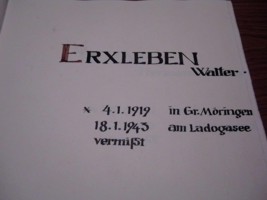 ERXLEBEN
Walter.
* 4.1.1919 in Gr. Möringen
18.1.1943 am Ladogasee
vermißt